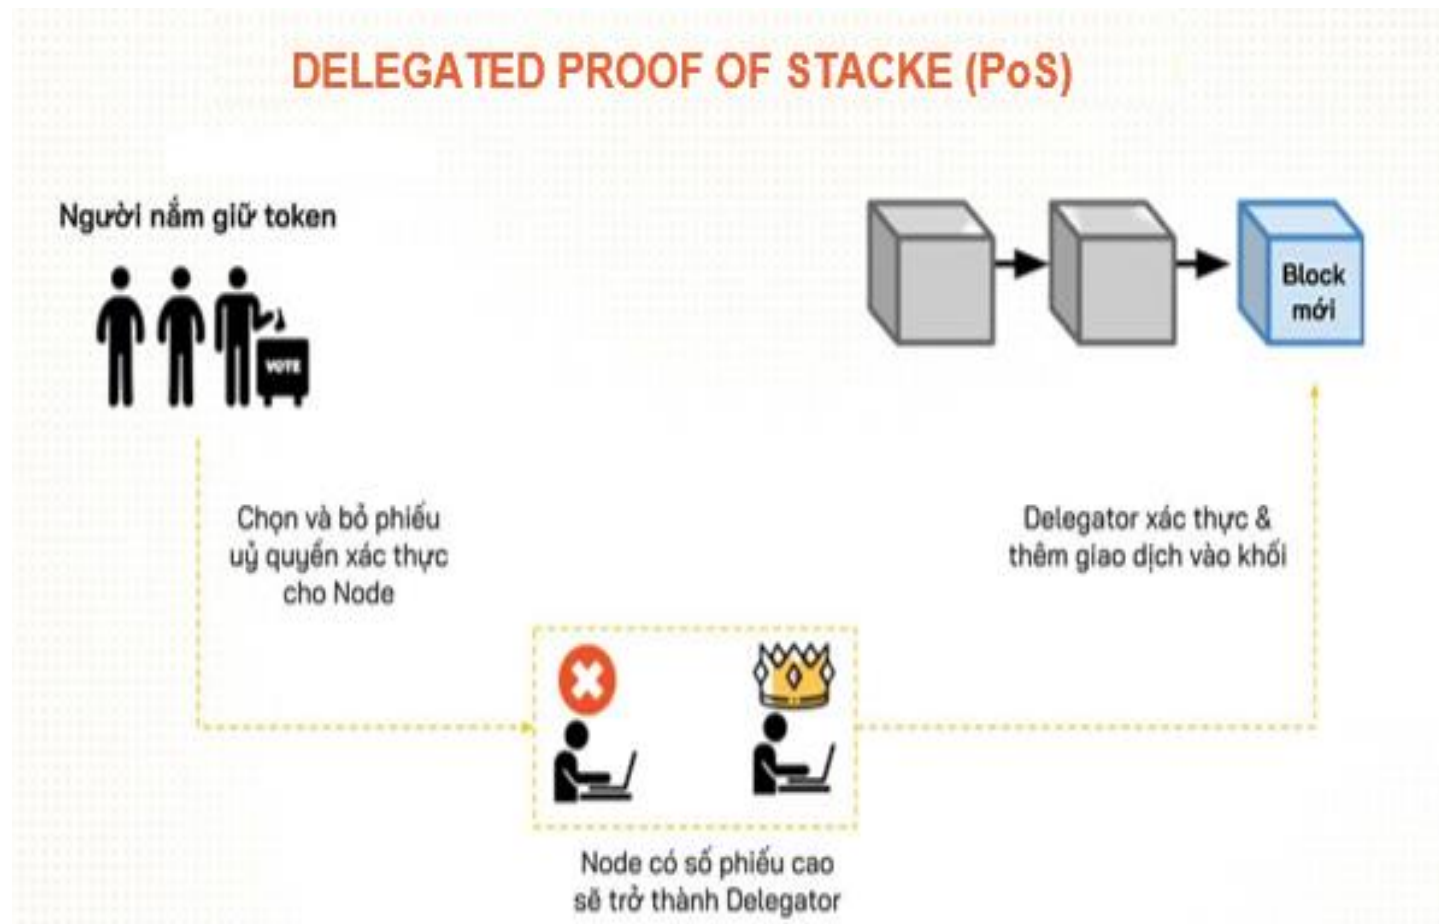 DELEGATED PROOF OF STACKE (PoS)
Người nắm giữ token
VOTE
Block
mới
Chọn và bỏ phiếu
uỷ quyền xác thực
cho Node
Delegator xác thực &
thêm giao dịch vào khối
Node có số phiếu cao
sẽ trở thành Delegator